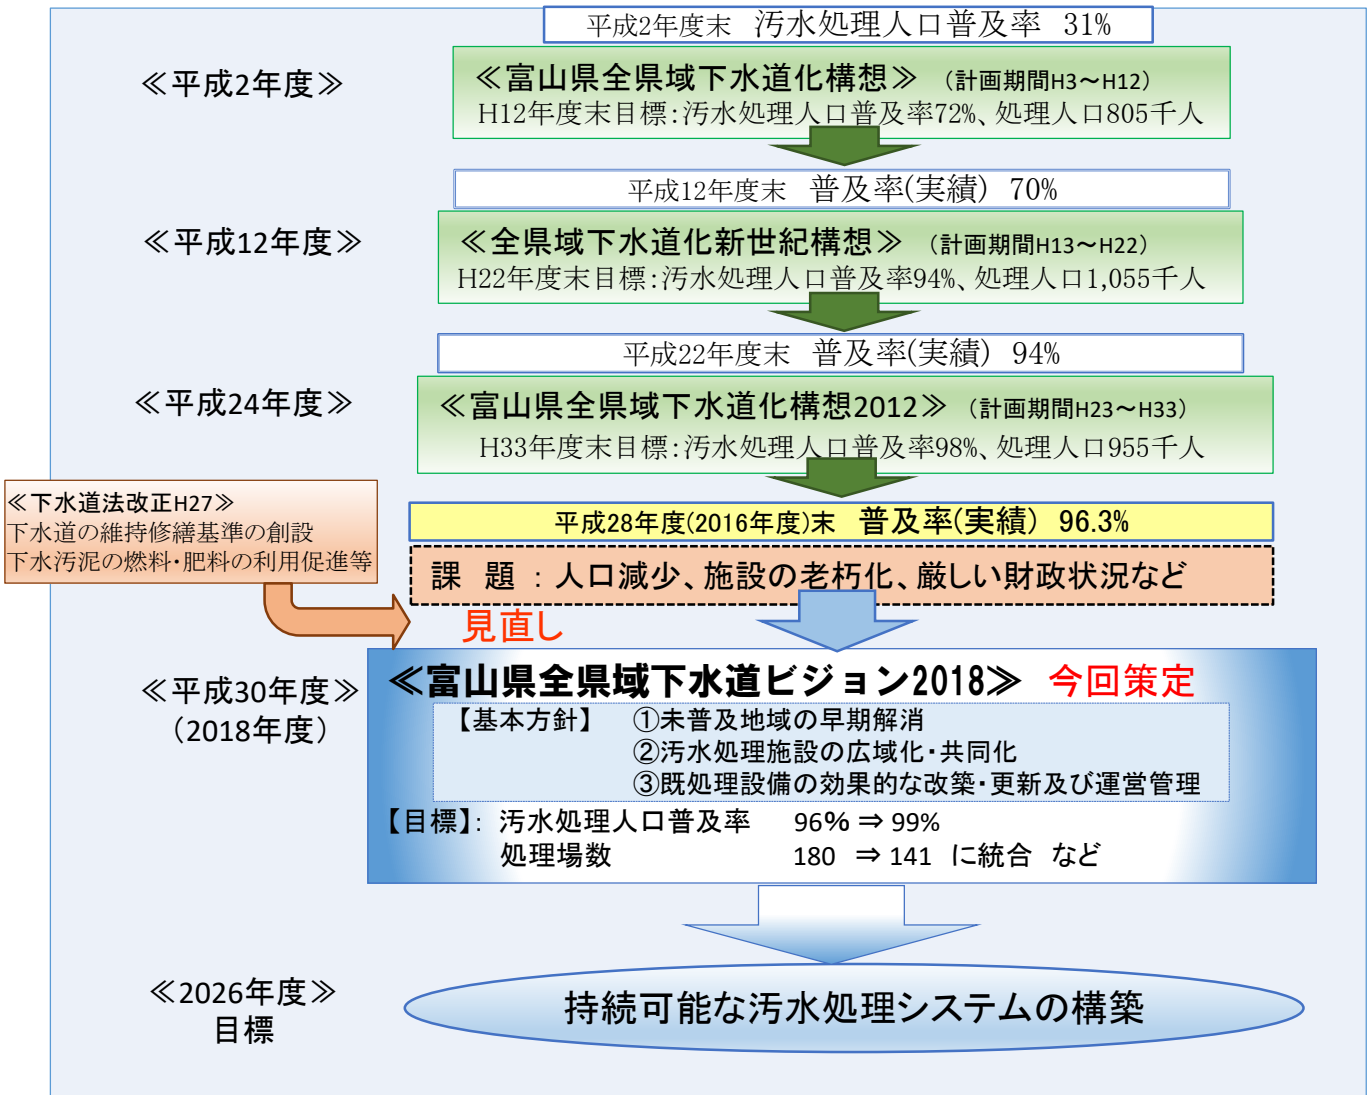 平成2年度末 汚水処理人口普及率 31%
≪平成2年度≫
≪富山県全県域下水道化構想≫ (計画期間H3～H12)
H12年度末目標:汚水処理人口普及率72%、処理人口805千人
平成12年度末 普及率(実績) 70%
≪平成12年度≫
≪全県域下水道化新世紀構想≫ (計画期間H13～H22)
H22年度末目標:汚水処理人口普及率94%、処理人口1,055千人
平成22年度末 普及率(実績) 94%
≪平成24年度≫
≪富山県全県域下水道化構想2012≫ (計画期間H23～H33)
H33年度末目標:汚水処理人口普及率98%、処理人口955千人
≪下水道法改正H27≫
下水道の維持修繕基準の創設
下水汚泥の燃料・肥料の利用促進等
平成28年度(2016年度)末 普及率(実績) 96.3%
課 題 : 人口減少、施設の老朽化、厳しい財政状況など
見直し
≪平成30年度≫
(2018年度)
≪富山県全県域下水道ビジョン2018≫ 今回策定
【基本方針】 ①未普及地域の早期解消
②汚水処理施設の広域化・共同化
③既処理設備の効果的な改築・更新及び運営管理
【目標】: 汚水処理人口普及率 96% ⇒ 99%
処理場数 180 ⇒ 141 に統合 など
≪2026年度≫
目標
持続可能な汚水処理システムの構築